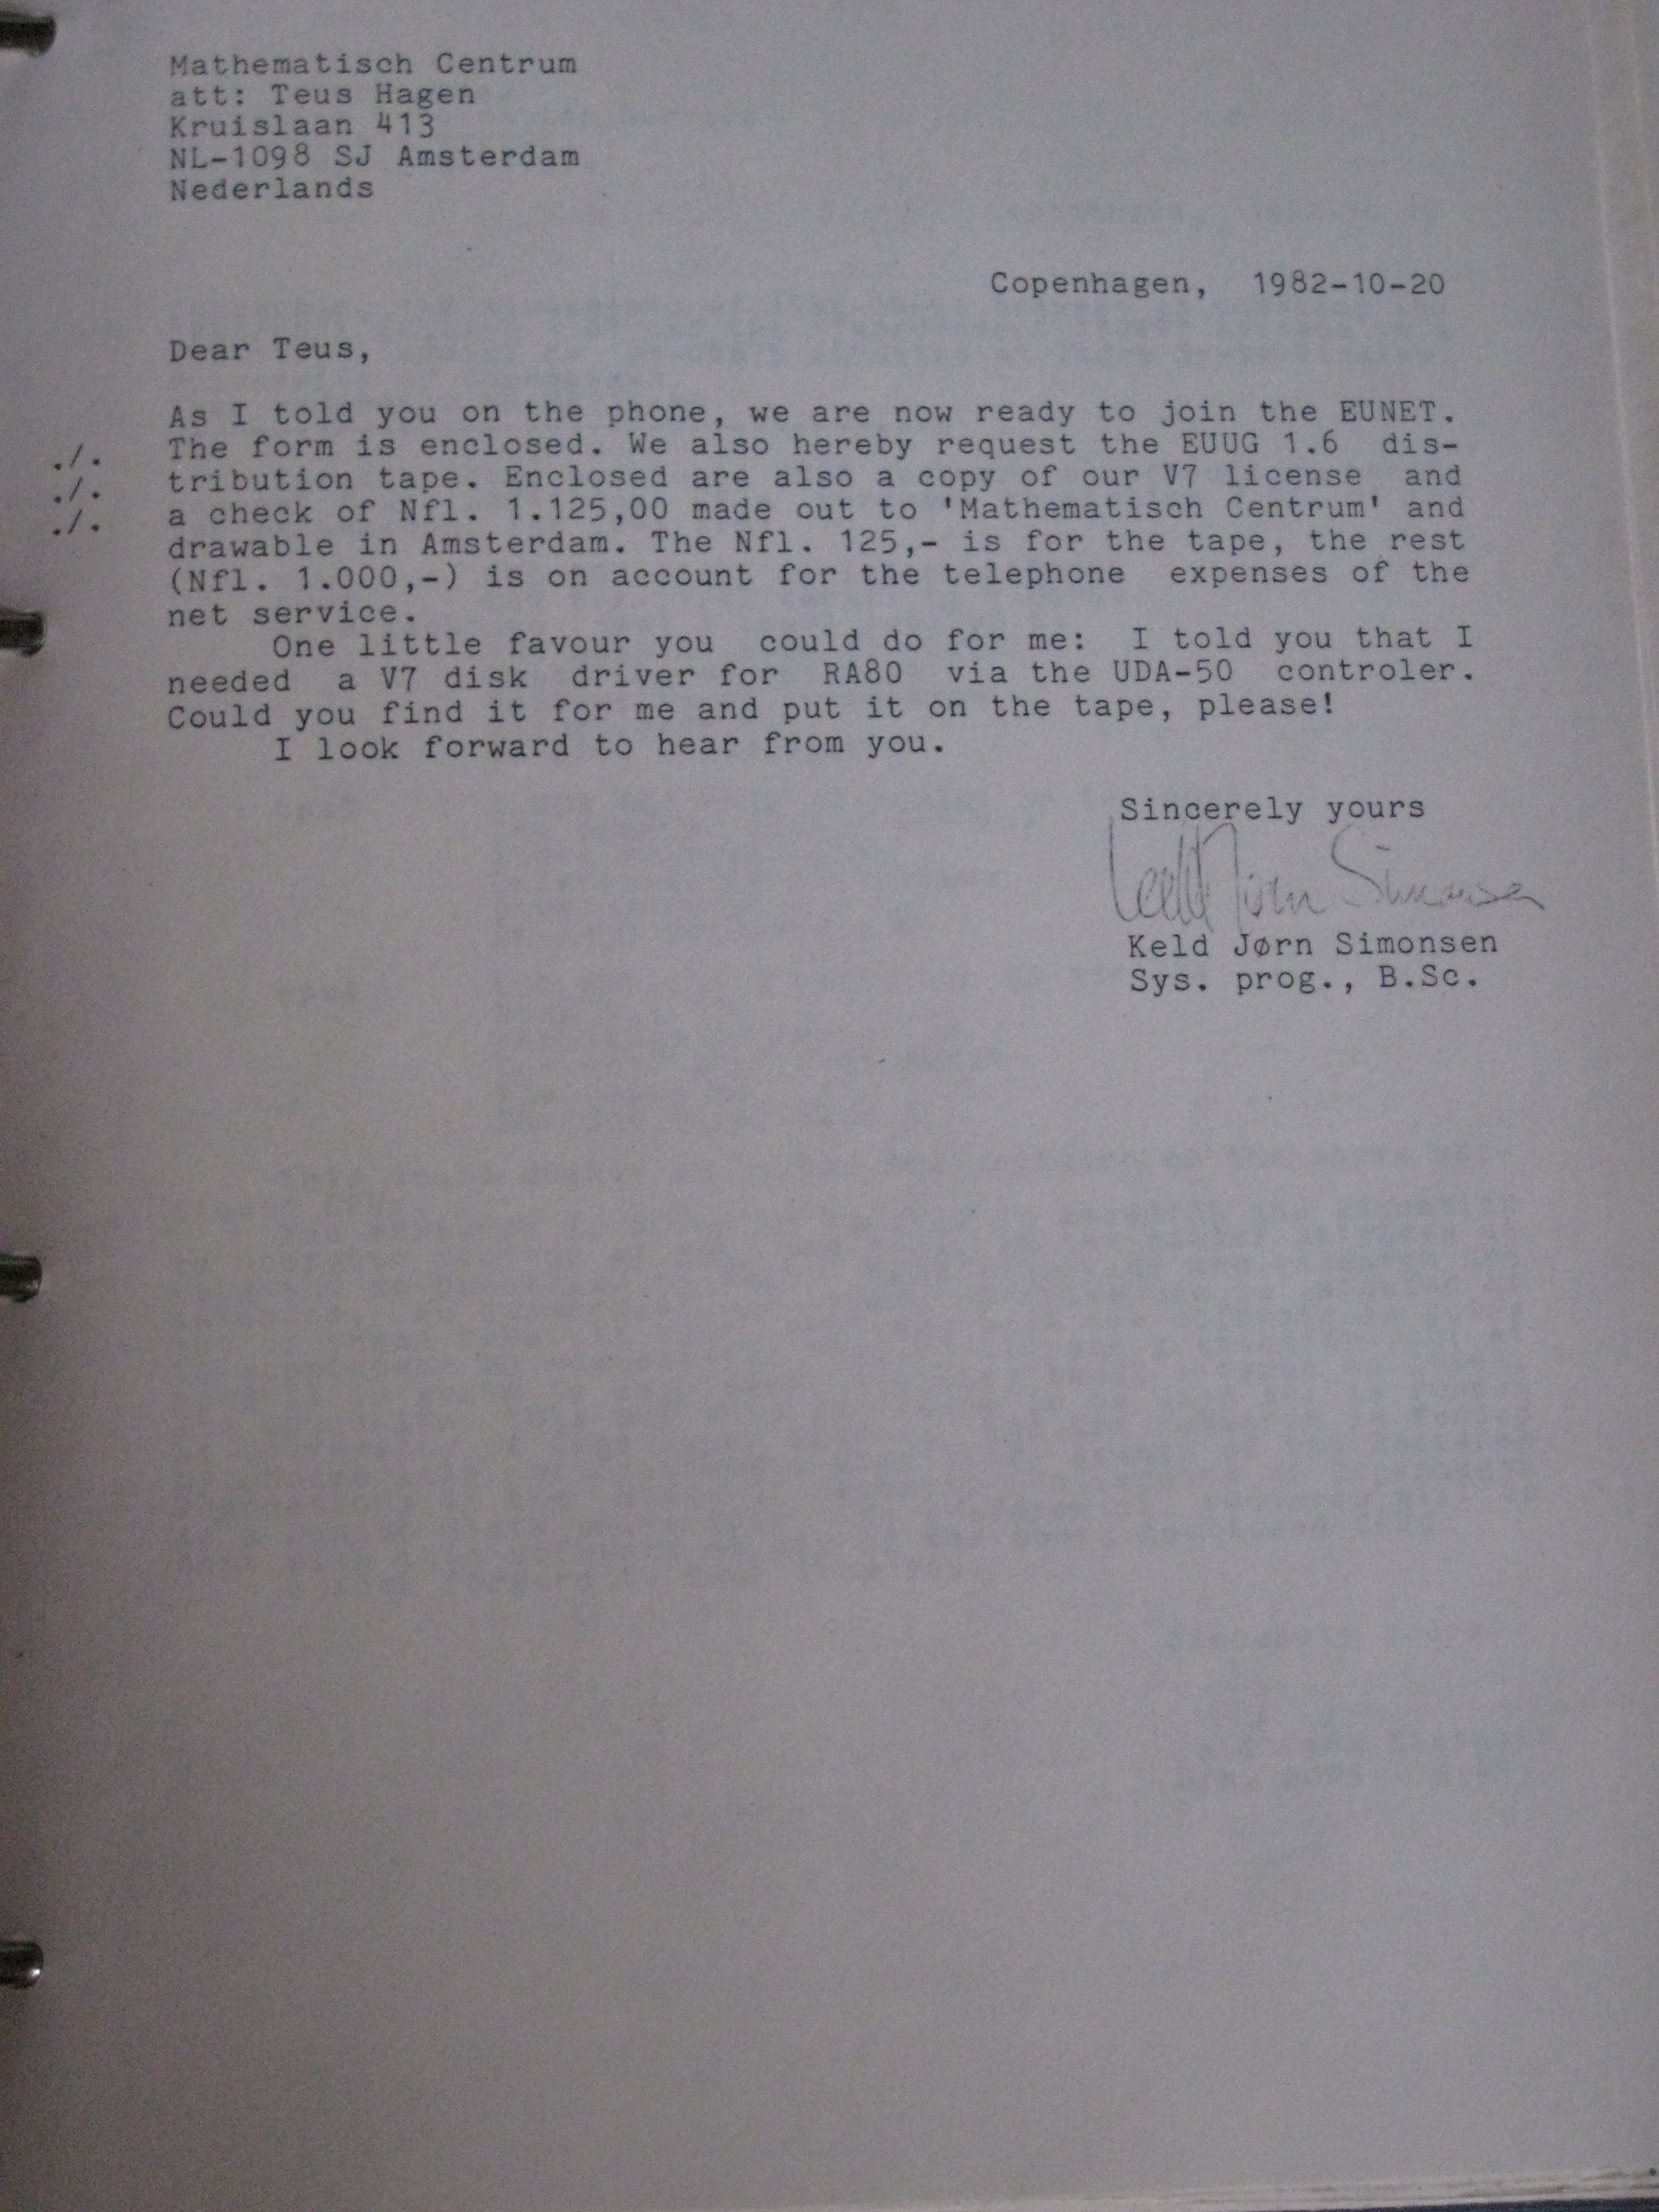 Mathematisch Centrum
att: Teus Hagen
Kruislaan 413
NL-1098 SJ Amsterdam
Nederlands
Copenhagen, 1982-10-20
Dear Teus,
As I told you on the phone, we are now ready to join the EUNET.
./. The form is enclosed. We also hereby request the EUUG 1.6 dis-
./. tribution tape. Enclosed are also a copy of our V7 license and
./. a check of Nfl. 1.125,00 made out to 'Mathematisch Centrum' and
drawable in Amsterdam. The Nfl. 125,- is for the tape, the rest
(Nfl. 1.000,-) is on account for the telephone expenses of the
net service.
One little favour you could do for me: I told you that I
needed a V7 disk driver for RA80 via the UDA-50 controler.
Could you find it for me and put it on the tape, please!
I look forward to hear from you.
Sincerely yours
Keld Jørn Simonsen
Keld Jørn Simonsen
Sys. prog., B.Sc.